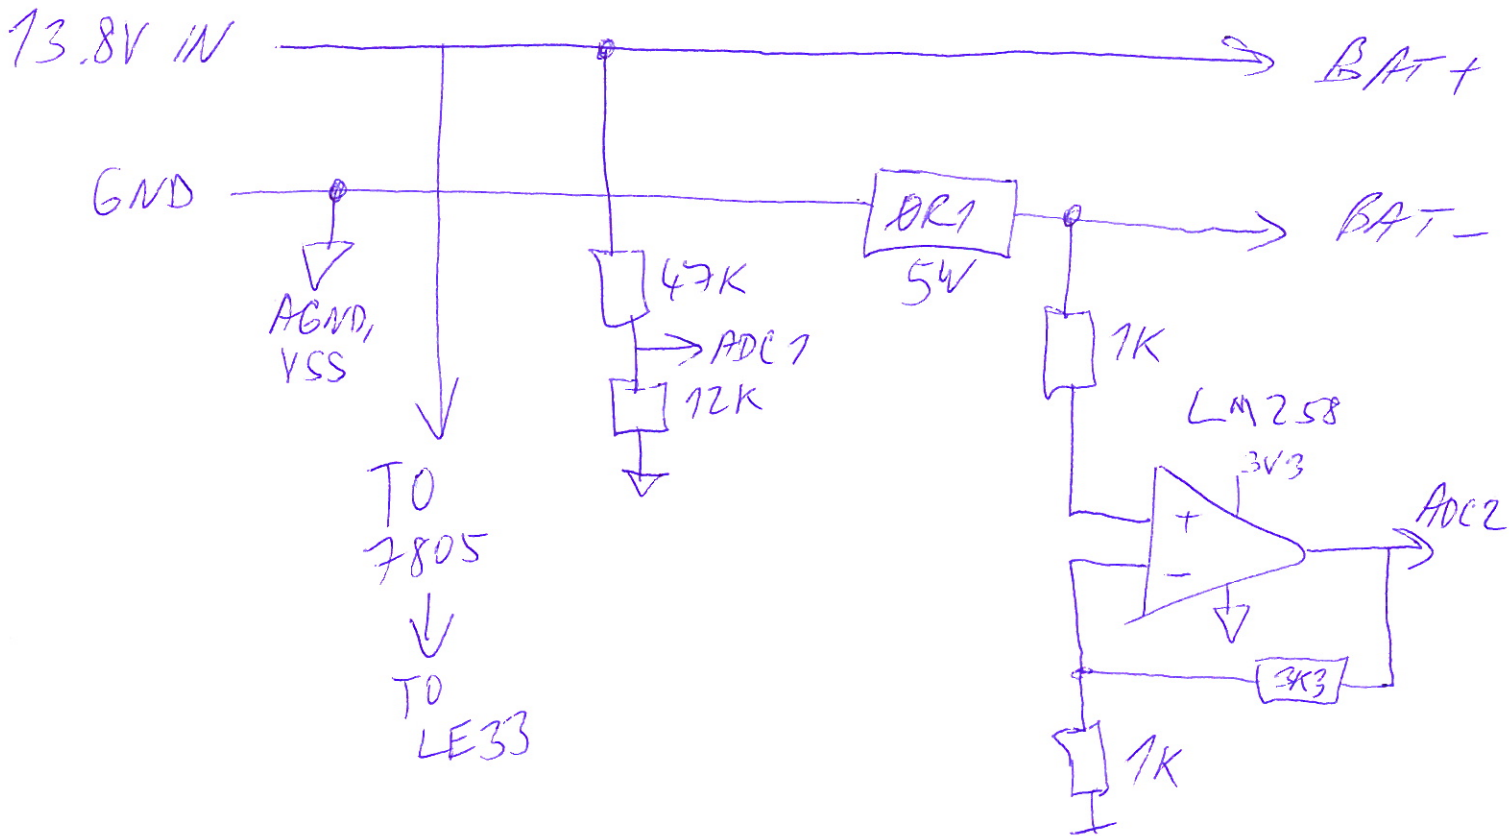 13.8V IN
BAT+
GND
0R1
BAT-
5W
47K
AGND,
VSS
ADC1
1K
12K
LM258
3V3
TO
7805
+
ADC2
-
TO
LE33
3K3
1K